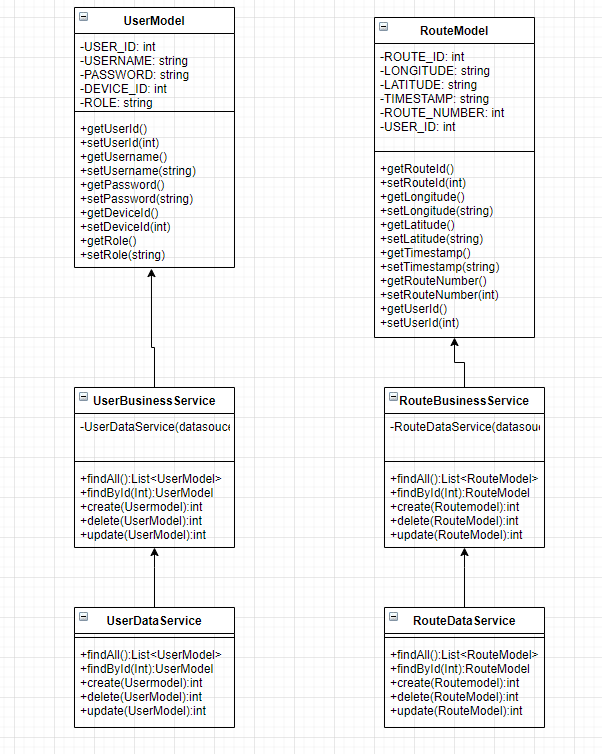 UserModel
-USER_ID: int
-USERNAME: string
-PASSWORD: string
-DEVICE_ID: int
-ROLE: string
+getUserId()
+setUserId(int)
+getUsername()
+setUsername(string)
+getPassword()
+setPassword(string)
+getDeviceId()
+setDeviceId(int)
+getRole()
+setRole(string)
RouteModel
-ROUTE_ID: int
-LONGITUDE: string
-LATITUDE: string
-TIMESTAMP: string
-ROUTE_NUMBER: int
-USER_ID: int
+getRouteId()
+setRouteId(int)
+getLongitude()
+setLongitude(string)
+getLatitude()
+setLatitude(string)
+getTimestamp()
+setTimestamp(string)
+getRouteNumber()
+setRouteNumber(int)
+getUserId()
+setUserId(int)
UserBusinessService
-UserDataService(datasouce
+findAll():List<UserModel>
+findById(Int):UserModel
+create(Usermodel):int
+delete(UserModel):int
+update(UserModel):int
RouteBusinessService
-RouteDataService(datasou
+findAll():List<RouteModel>
+findById(Int):RouteModel
+create(Routemodel):int
+delete(RouteModel):int
+update(RouteModel):int
UserDataService
+findAll():List<UserModel>
+findById(Int):UserModel
+create(Usermodel):int
+delete(UserModel):int
+update(UserModel):int
RouteDataService
+findAll():List<RouteModel>
+findById(Int):RouteModel
+create(Routemodel):int
+delete(RouteModel):int
+update(RouteModel):int